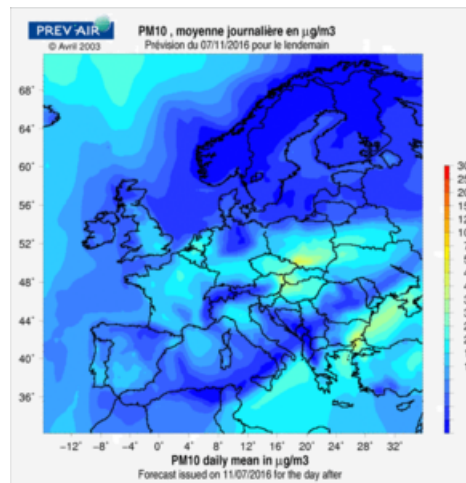 PREV'AIR
© Avril 2003
PM10 , moyenne journalière en µg/m3
Prévision du 07/11/2016 pour le lendemain
68°
64°
60°
56°
52°
48°
44°
40°
36°
-12° -8° -4° 0° 4° 8° 12° 16° 20° 24° 28° 32°
PM10 daily mean in µg/m3
Forecast issued on 11/07/2016 for the day after